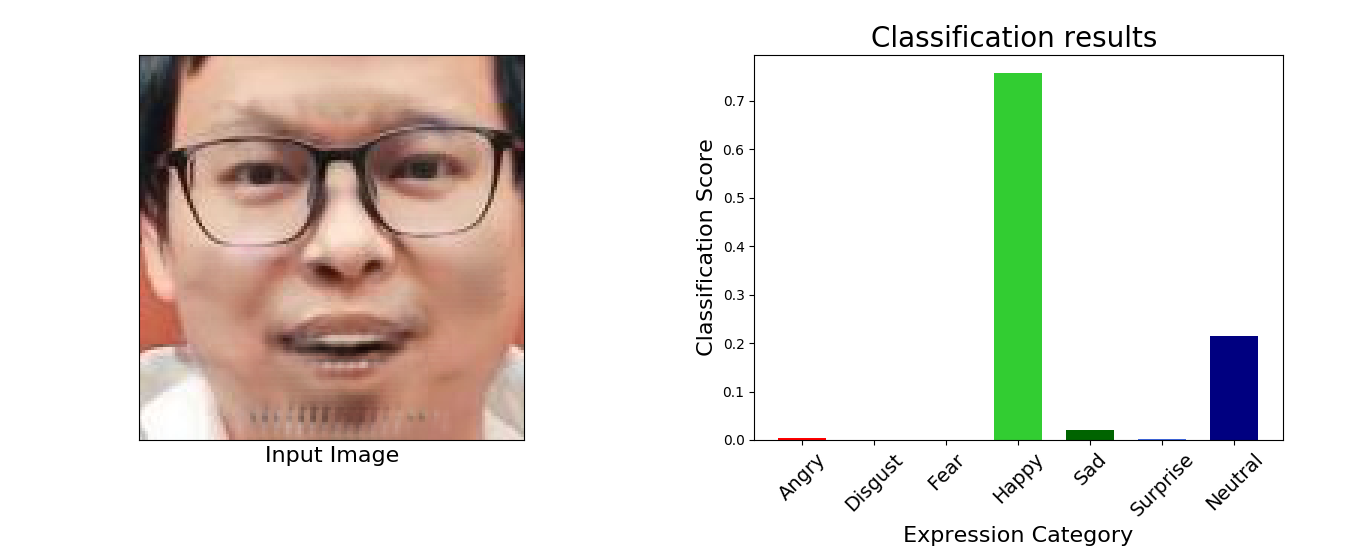 Classification results
Classification Score
0.7
0.6
0.5
0.4
0.3
0.2
0.1
0.0
Angry
Disgust
Fear
Happy
Sad
Surprise
Neutral
Input Image
Expression Category